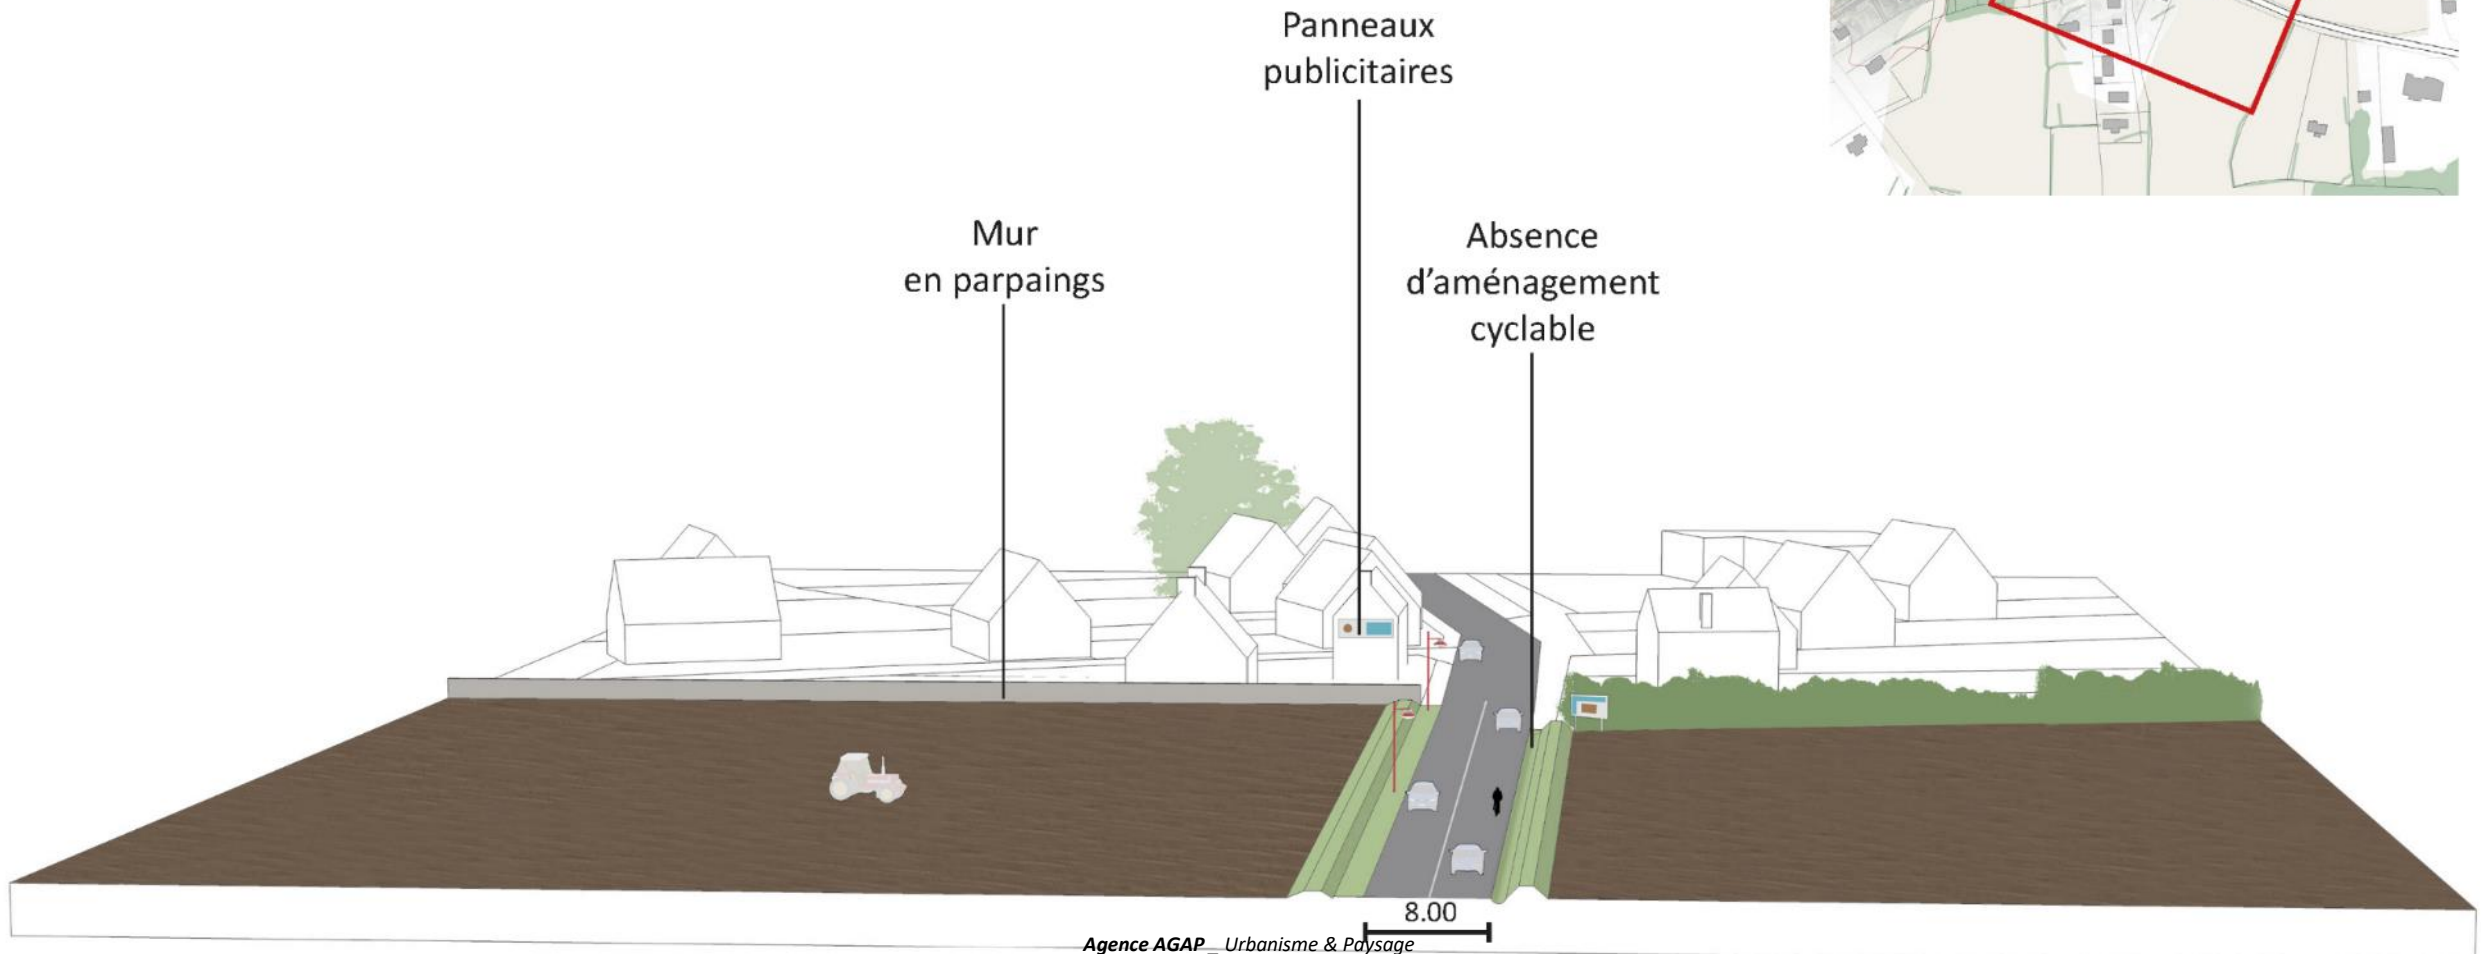 Panneaux
publicitaires
Mur
en parpaings
Absence
d’aménagement
cyclable
8.00
Agence AGAP _ Urbanisme & Paysage